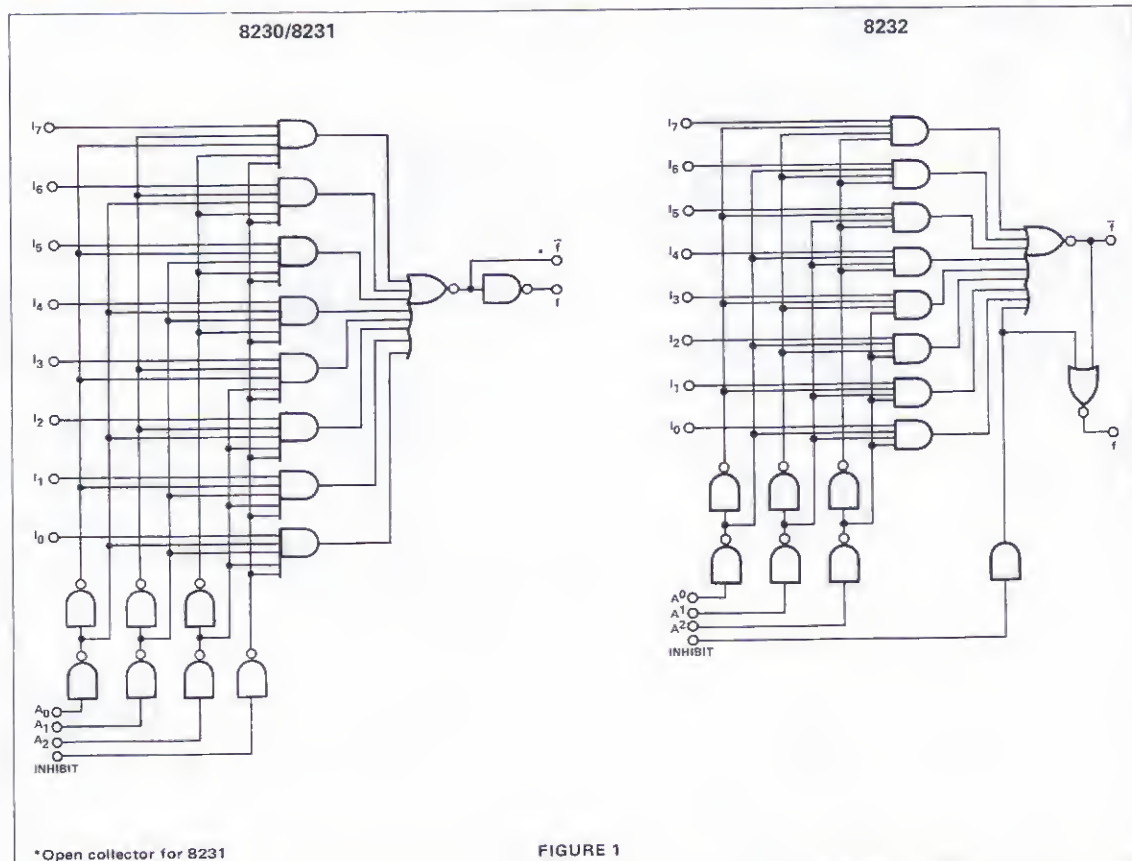 8230/8231
8232
I7
I6
I5
I4
I3
I2
I1
I0
A0
A1
A2
INHIBIT
* f̅
f
I7
I6
I5
I4
I3
I2
I1
I0
A0
A1
A2
INHIBIT
f̅
f
*Open collector for 8231
FIGURE 1